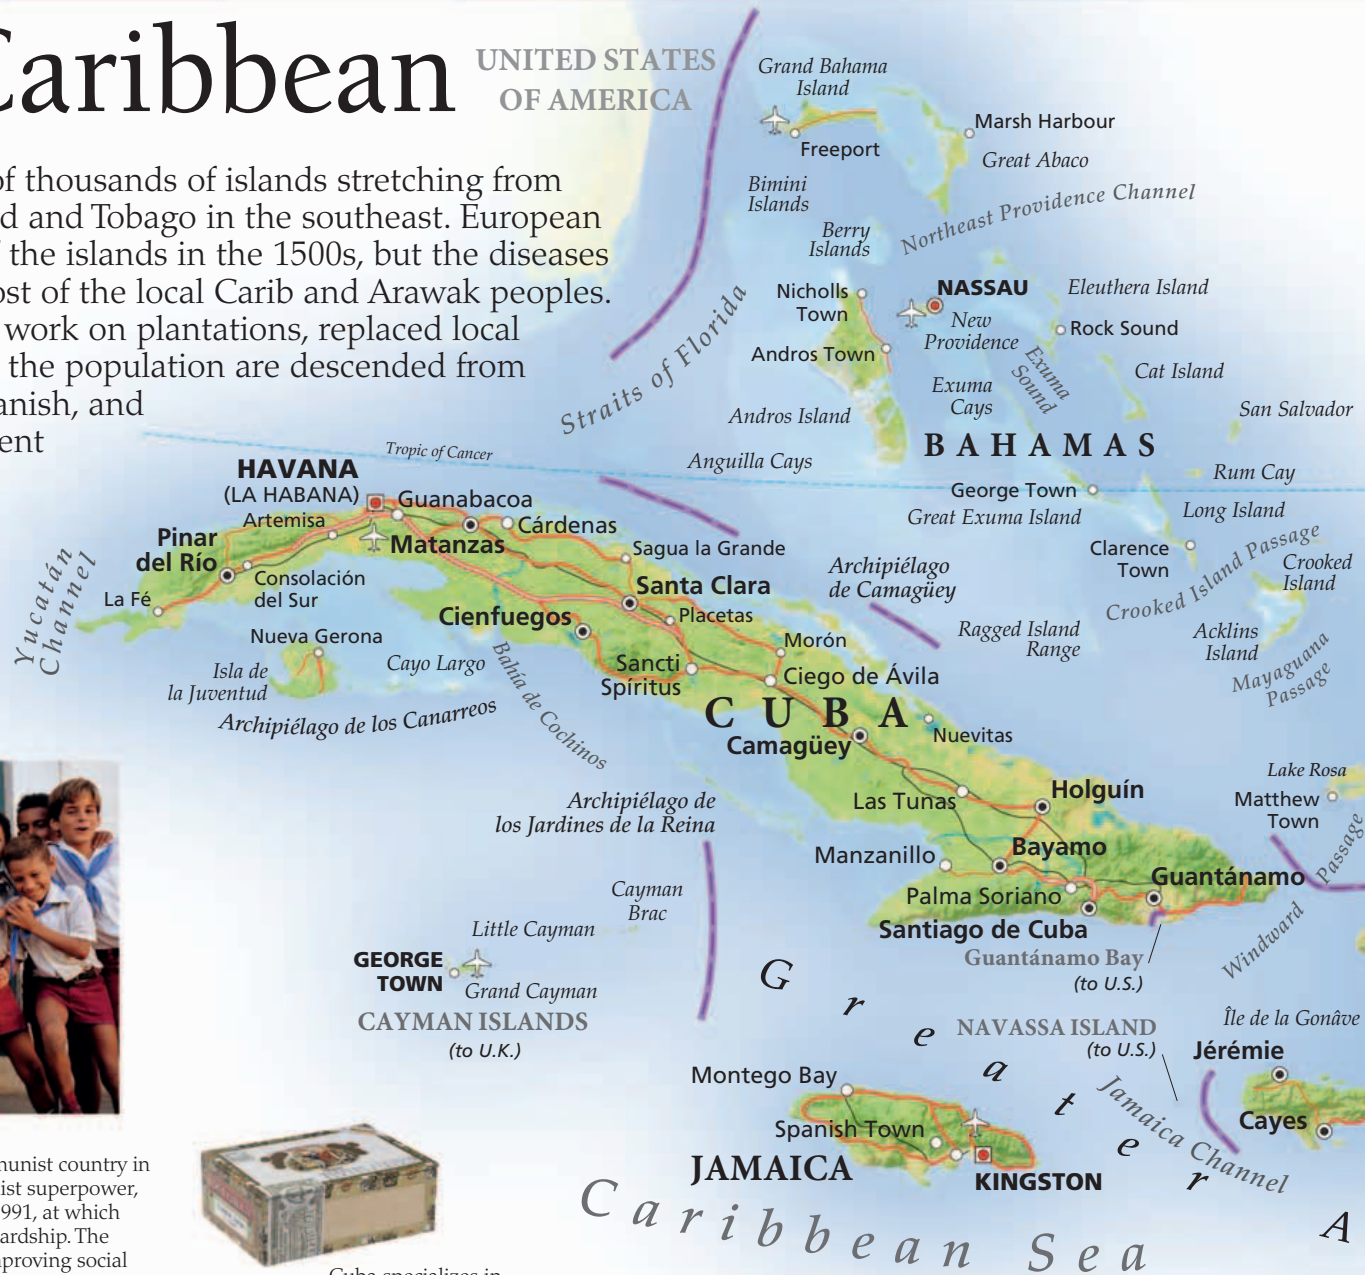 Caribbean
of thousands of islands stretching from
d and Tobago in the southeast. European
the islands in the 1500s, but the diseases
ost of the local Carib and Arawak peoples.
work on plantations, replaced local
the population are descended from
anish, and
ent
UNITED STATES
OF AMERICA
Grand Bahama
Island
Freeport
Marsh Harbour
Great Abaco
Bimini
Islands
Berry
Islands
Northeast Providence Channel
Nicholls
Town
NASSAU
New
Providence
Eleuthera Island
Rock Sound
Andros Town
Exuma
Sound
Exuma
Cays
Cat Island
Straits of Florida
Andros Island
San Salvador
BAHAMAS
Tropic of Cancer
Anguilla Cays
Rum Cay
George Town
Great Exuma Island
Long Island
Clarence
Town
Crooked Island Passage
Crooked
Island
Acklins
Island
Mayaguana
Passage
HAVANA
(LA HABANA)
Guanabacoa
Artemisa
Cárdenas
Matanzas
Pinar
del Río
Consolación
del Sur
La Fé
Yucatán
Channel
Sagua la Grande
Santa Clara
Placetas
Cienfuegos
Archipiélago
de Camagüey
Ragged Island
Range
Nueva Gerona
Isla de
la Juventud
Cayo Largo
Archipiélago de los Canarreos
Bahía de Cochinos
Sancti
Spíritus
Morón
Ciego de Ávila
CUBA
Camagüey
Nuevitas
Archipiélago de
los Jardines de la Reina
Las Tunas
Holguín
Lake Rosa
Matthew
Town
Manzanillo
Bayamo
Palma Soriano
Guantánamo
Santiago de Cuba
Guantánamo Bay
(to U.S.)
Windward
Passage
Cayman
Brac
Little Cayman
GEORGE
TOWN
Grand Cayman
CAYMAN ISLANDS
(to U.K.)
Greater
A
NAVASSA ISLAND
(to U.S.)
Île de la Gonâve
Jérémie
Cayes
Jamaica Channel
Montego Bay
Spanish Town
JAMAICA
KINGSTON
Caribbean Sea
munist country in
ist superpower,
991, at which
ardship. The
proving social